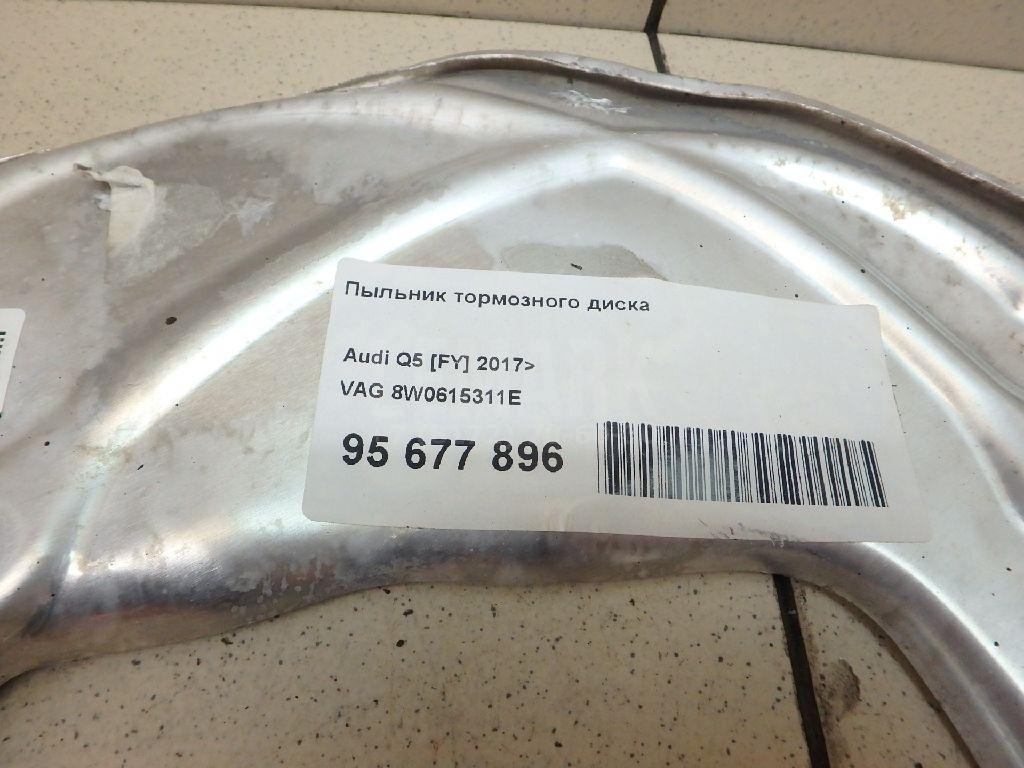 Пыльник тормозного диска
Audi Q5 [FY] 2017>
VAG 8W0615311E
95 677 896